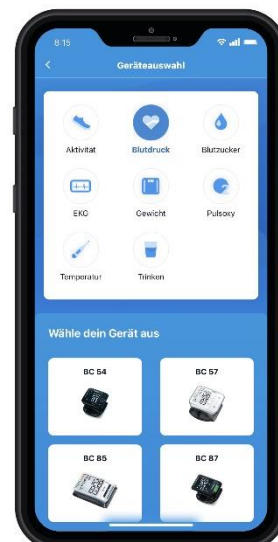 8:15
Geräteauswahl
Aktivität Blutdruck Blutzucker
EKG Gewicht Pulsoxy
Temperatur Trinken
Wähle dein Gerät aus
BC 54 BC 57
BC 85 BC 87